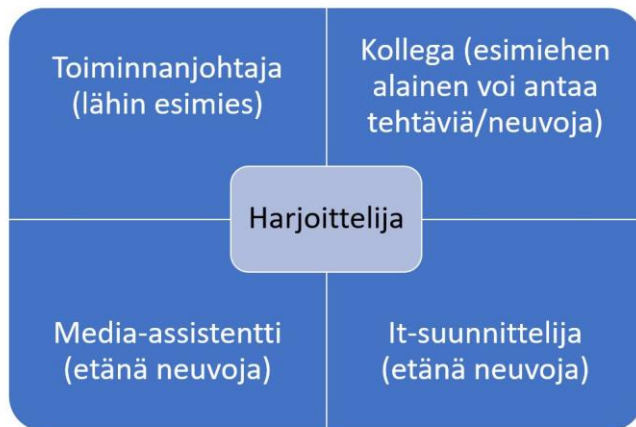 Toiminnanjohtaja
(lähin esimies)
Kollega (esimiehen
alainen voi antaa
tehtäviä/neuvoja)
Harjoittelija
Media-assistentti
(etänä neuvoja)
It-suunnittelija
(etänä neuvoja)